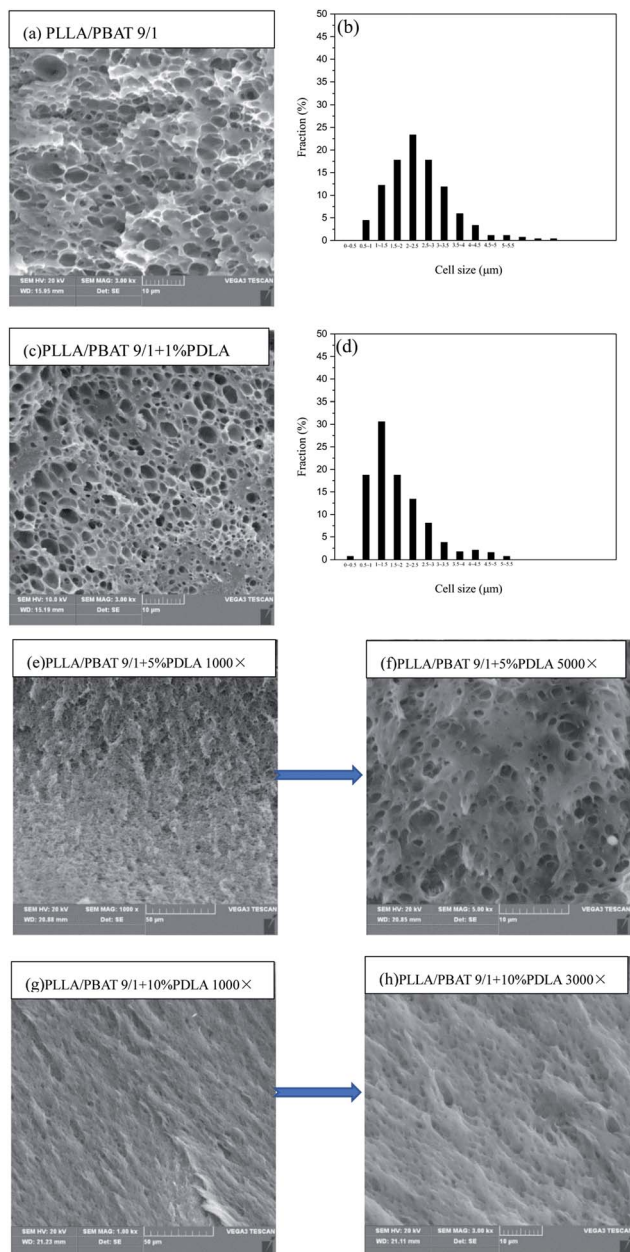 (a) PLLA/PBAT 9/1
SEM HV: 20 kV SEM MAG: 3.00 kx VEGA3 TESCAN
WD: 15.95 mm Det: SE 10 μm
(b)
50
45
40
35
30
25
20
15
10
5
0
Fraction (%)
0~0.5 0.5~1 1~1.5 1.5~2 2~2.5 2.5~3 3~3.5 3.5~4 4~4.5 4.5~5 5~5.5
Cell size (μm)
(c)PLLA/PBAT 9/1+1%PDLA
SEM HV: 10.0 kV SEM MAG: 3.00 kx VEGA3 TESCAN
WD: 15.10 mm Det: SE 10 μm
(d)
50
45
40
35
30
25
20
15
10
5
0
Fraction (%)
0~0.5 0.5~1 1~1.5 1.5~2 2~2.5 2.5~3 3~3.5 3.5~4 4~4.5 4.5~5 5~5.5
Cell size (μm)
(e)PLLA/PBAT 9/1+5%PDLA 1000×
SEM HV: 20 kV SEM MAG: 1000 x VEGA3 TESCAN
Det: SE 50 μm
(f)PLLA/PBAT 9/1+5%PDLA 5000×
SEM HV: 20 kV SEM MAG: 5.00 kx VEGA3 TESCAN
Det: SE 10 μm
(g)PLLA/PBAT 9/1+10%PDLA 1000×
SEM HV: 20 kV SEM MAG: 1.00 kx VEGA3 TESCAN
WD: 21.23 mm Det: SE 50 μm
(h)PLLA/PBAT 9/1+10%PDLA 3000×
SEM HV: 20 kV SEM MAG: 3.00 kx VEGA3 TESCAN
WD: 21.11 mm Det: SE 10 μm